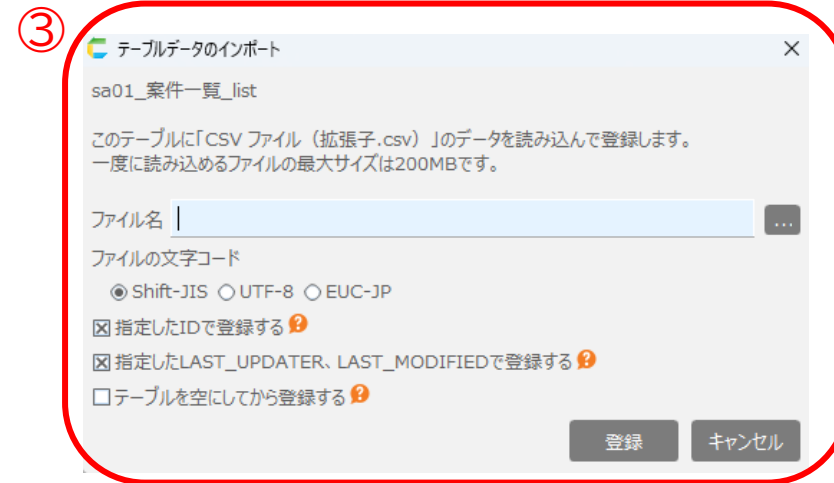 ③
テーブルデータのインポート
sa01_案件一覧_list
このテーブルに「CSV ファイル（拡張子.csv）」のデータを読み込んで登録します。
一度に読み込めるファイルの最大サイズは200MBです。
ファイル名
...
ファイルの文字コード
Shift-JIS UTF-8 EUC-JP
指定したIDで登録する
指定したLAST_UPDATER、LAST_MODIFIEDで登録する
テーブルを空にしてから登録する
登録 キャンセル